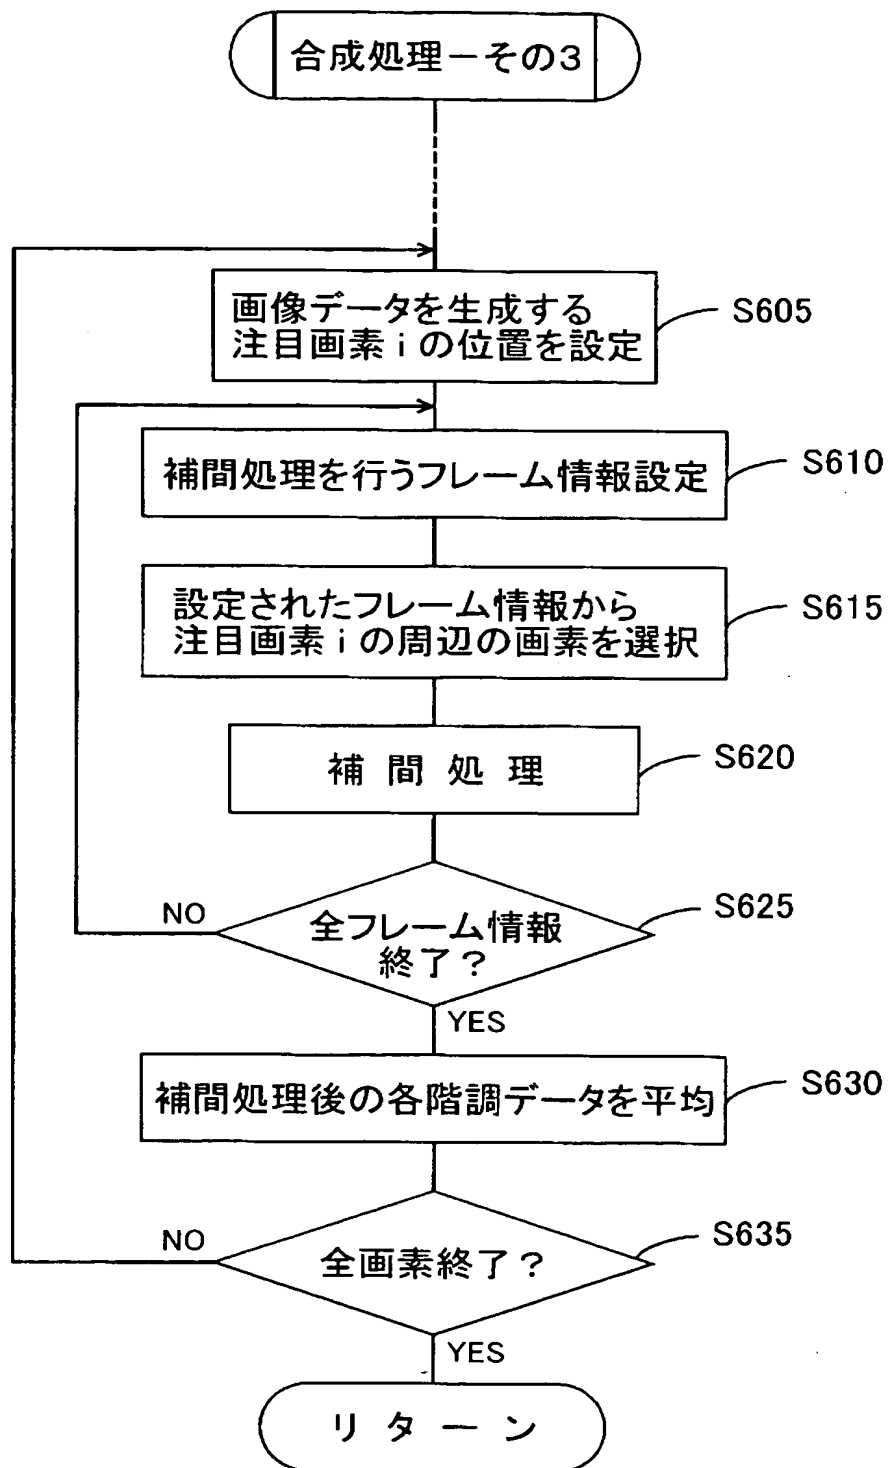 合成処理－その3
画像データを生成する
注目画素ｉの位置を設定
S605
補間処理を行うフレーム情報設定
S610
設定されたフレーム情報から
注目画素ｉの周辺の画素を選択
S615
補間処理
S620
全フレーム情報
終了？
S625
NO
YES
補間処理後の各階調データを平均
S630
全画素終了？
S635
NO
YES
リターン